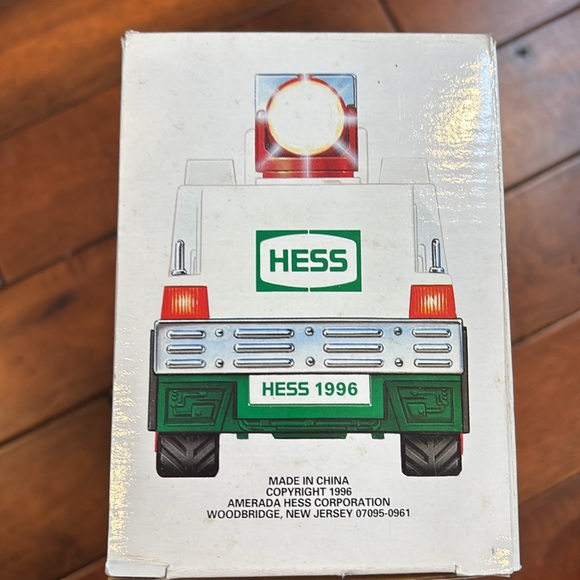 HESS
HESS 1996
MADE IN CHINA
COPYRIGHT 1996
AMERADA HESS CORPORATION
WOODBRIDGE, NEW JERSEY 07095-0961